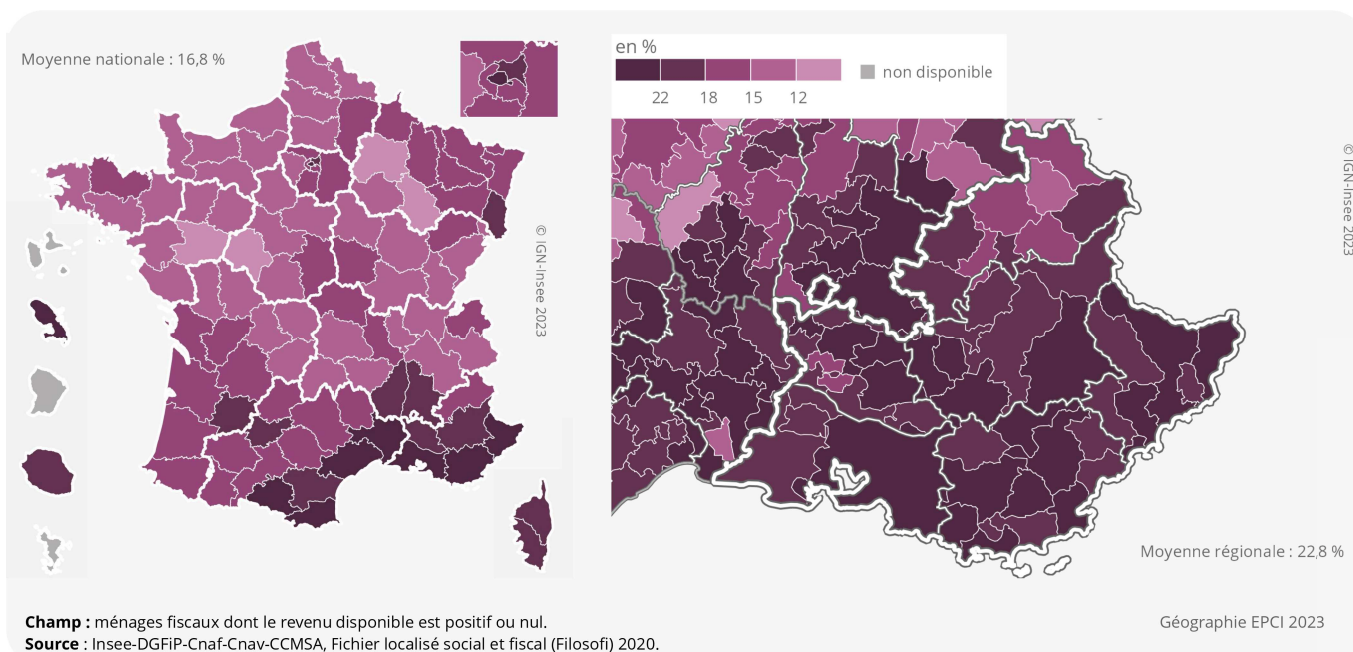 Moyenne nationale : 16,8 %
© IGN-Insee 2023
en %
22 18 15 12
non disponible
© IGN-Insee 2023
Moyenne régionale : 22,8 %
Champ : ménages fiscaux dont le revenu disponible est positif ou nul.
Géographie EPCI 2023
Source : Insee-DGFiP-Cnaf-Cnav-CCMSA, Fichier localisé social et fiscal (Filosofi) 2020.